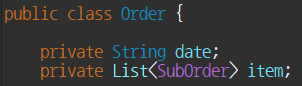 public class Order {
private String date;
private List<SubOrder> item;